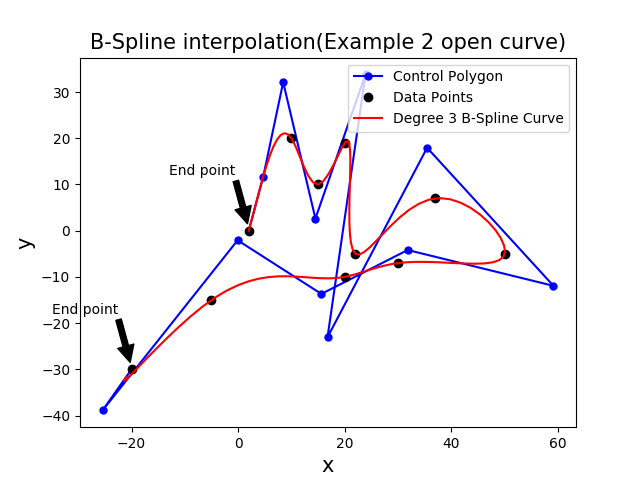 B-Spline interpolation(Example 2 open curve)
Control Polygon
Data Points
Degree 3 B-Spline Curve
End point
End point
y
30
20
10
0
−10
−20
−30
−40
−20
0
20
40
60
x